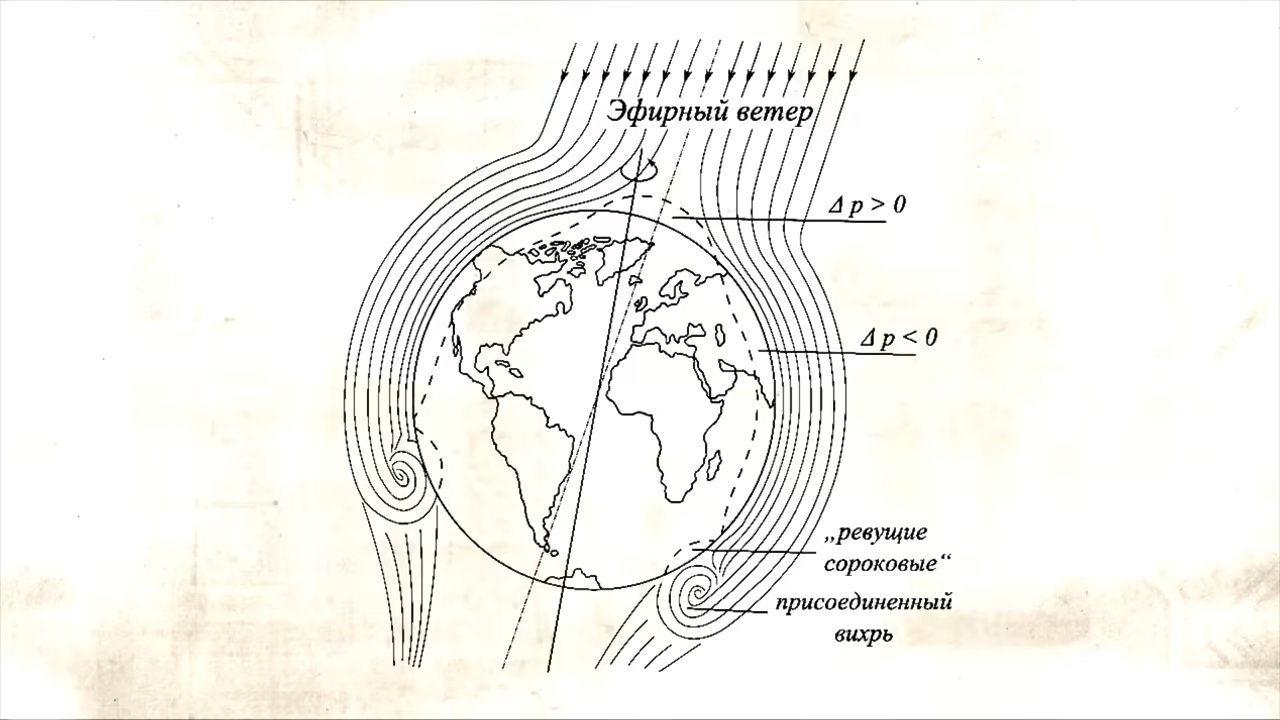 Эфирный ветер
Δ p > 0
Δ p < 0
„ревущие
сороковые“
присоединенный
вихрь